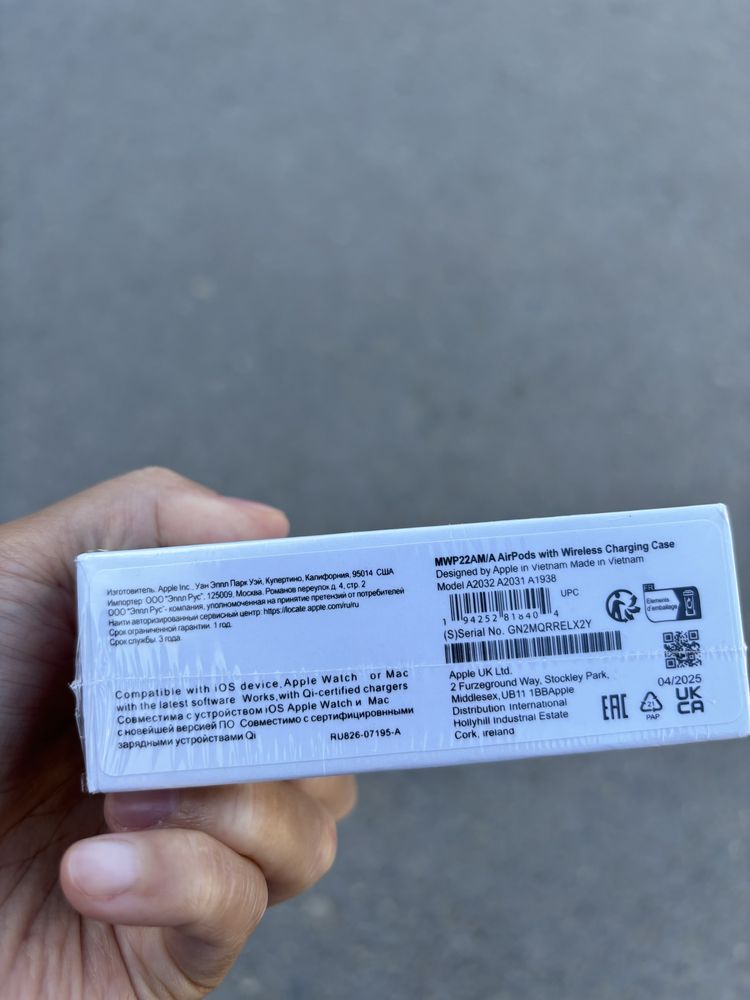 Изготовитель. Apple Inc., Уан Эппл Парк Уэй, Купертино, Калифорния, 95014 США
Импортер ООО "Эппл Рус", 125009, Москва. Романов переулок д. 4, стр. 2
ООО "Эпл Рус"- компания, уполномоченная на принятие претензий от потребителей
Найти авторизированный сервисный центр: https://locate.apple.com/ru/ru
Срок ограниченной гарантии. 1 год.
Срок службы. 3 года.
Compatible with iOS device,Apple Watch or Mac
with the latest software Works,with Qi-certified chargers
Совместима с устройством iOS Apple Watch и Mac
с новейшей версией ПО Совместимо с сертифицировнными
зарядными устройствами Qi
RU826-07195-A
MWP22AM/A AirPods with Wireless Charging Case
Designed by Apple in Vietnam Made in Vietnam
Model A2032 A2031 A1938
UPC
1 94252 81840 4
(S)Serial No. GN2MQRRELX2Y
Apple UK Ltd.
2 Furzeground Way, Stockley Park,
Middlesex,UB11 1BBApple
Distribution International
Hollyhill Industrial Estate
Cork, Ireland
FR
Elements
d'emballage
04/2025
EAC
21
PAP
UK
CA